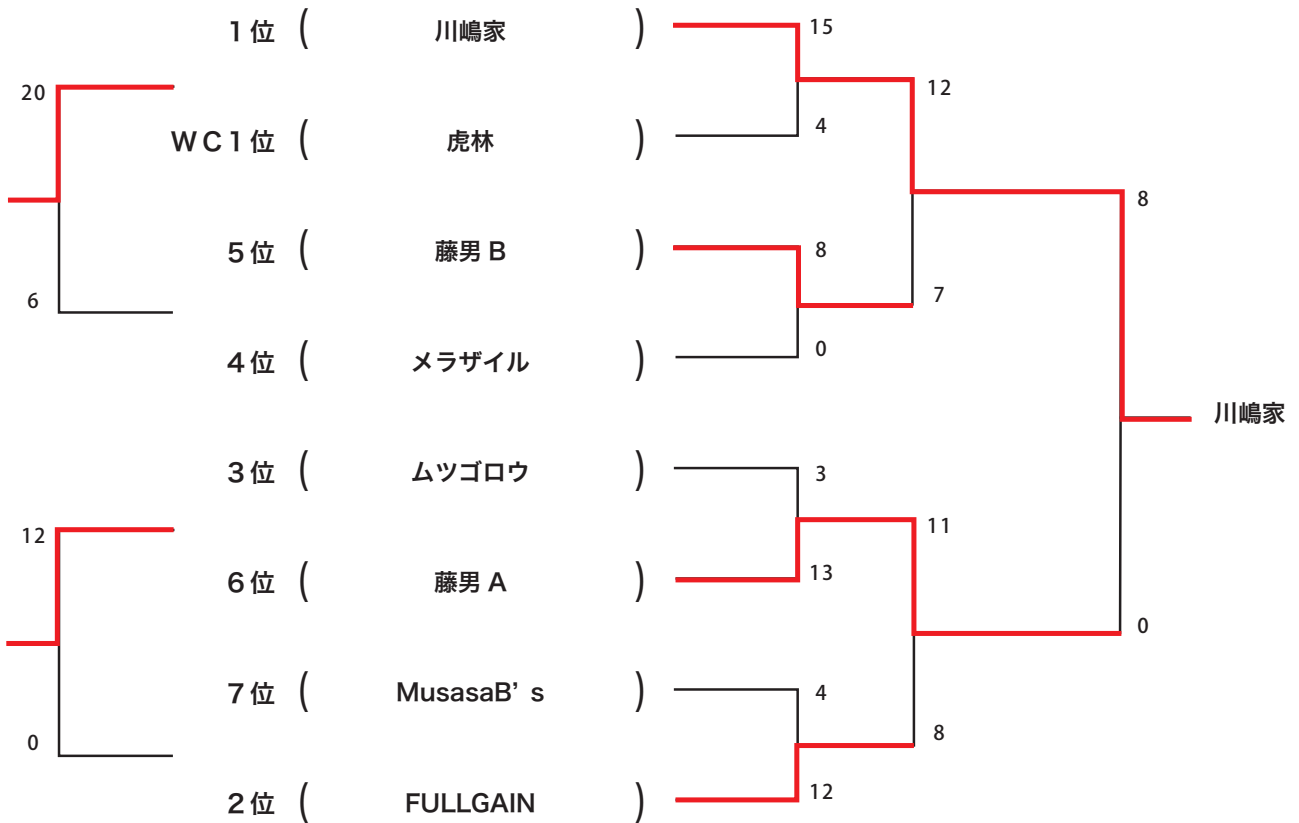 1位 ( 川嶋家 ) 15
20 12
WC1位 ( 虎林 ) 4
8
5位 ( 藤男 B ) 8
6 7
4位 ( メラザイル ) 0
川嶋家
3位 ( ムツゴロウ ) 3
12 11
6位 ( 藤男 A ) 13
0
7位 ( MusasaB’s ) 4
0 8
2位 ( FULLGAIN ) 12